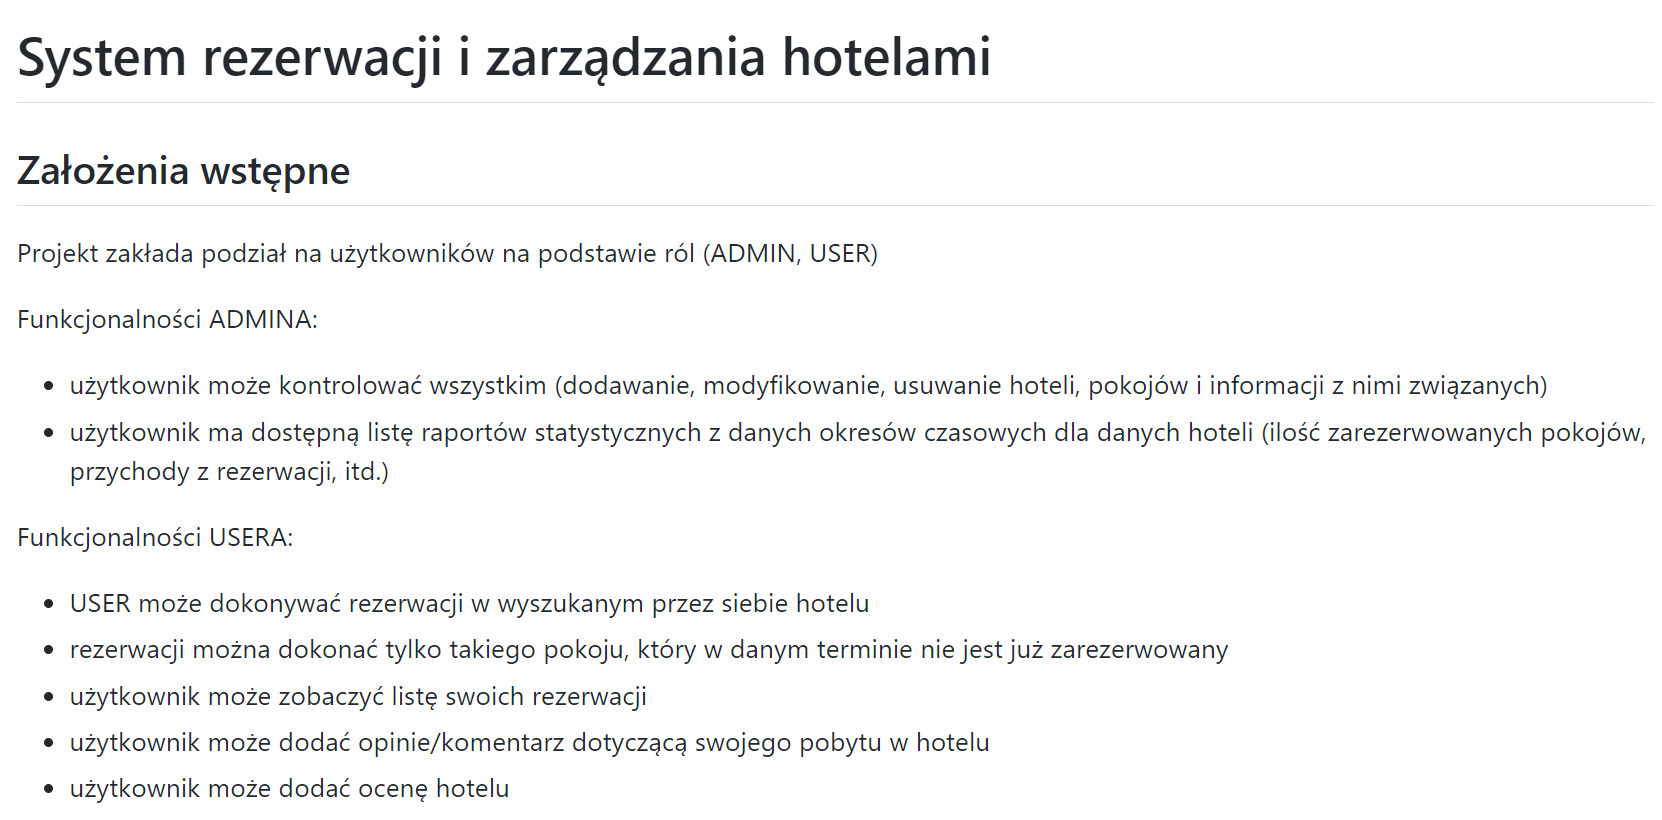 System rezerwacji i zarządzania hotelami
Założenia wstępne
Projekt zakłada podział na użytkowników na podstawie ról (ADMIN, USER)
Funkcjonalności ADMINA:
• użytkownik może kontrolować wszystkim (dodawanie, modyfikowanie, usuwanie hoteli, pokojów i informacji z nimi związanych)
• użytkownik ma dostępną listę raportów statystycznych z danych okresów czasowych dla danych hoteli (ilość zarezerwowanych pokojów,
przychody z rezerwacji, itd.)
Funkcjonalności USERA:
• USER może dokonywać rezerwacji w wyszukanym przez siebie hotelu
• rezerwacji można dokonać tylko takiego pokoju, który w danym terminie nie jest już zarezerwowany
• użytkownik może zobaczyć listę swoich rezerwacji
• użytkownik może dodać opinie/komentarz dotyczącą swojego pobytu w hotelu
• użytkownik może dodać ocenę hotelu